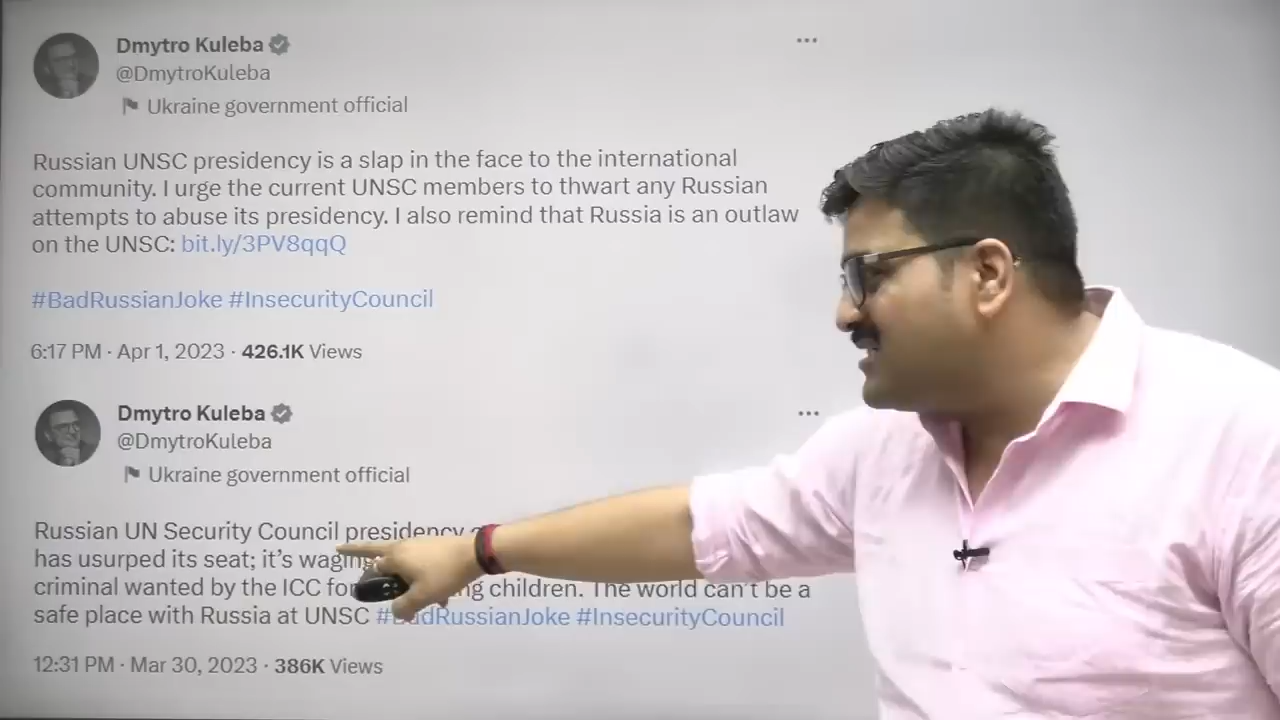 Dmytro Kuleba
@DmytroKuleba
Ukraine government official
Russian UNSC presidency is a slap in the face to the international
community. I urge the current UNSC members to thwart any Russian
attempts to abuse its presidency. I also remind that Russia is an outlaw
on the UNSC: bit.ly/3PV8qqQ
#BadRussianJoke #InsecurityCouncil
6:17 PM · Apr 1, 2023 · 426.1K Views
Dmytro Kuleba
@DmytroKuleba
Ukraine government official
Russian UN Security Council presidency
has usurped its seat; it's waging
criminal wanted by the ICC for children. The world can't be a
safe place with Russia at UNSC #BadRussianJoke #InsecurityCouncil
12:31 PM · Mar 30, 2023 · 386K Views